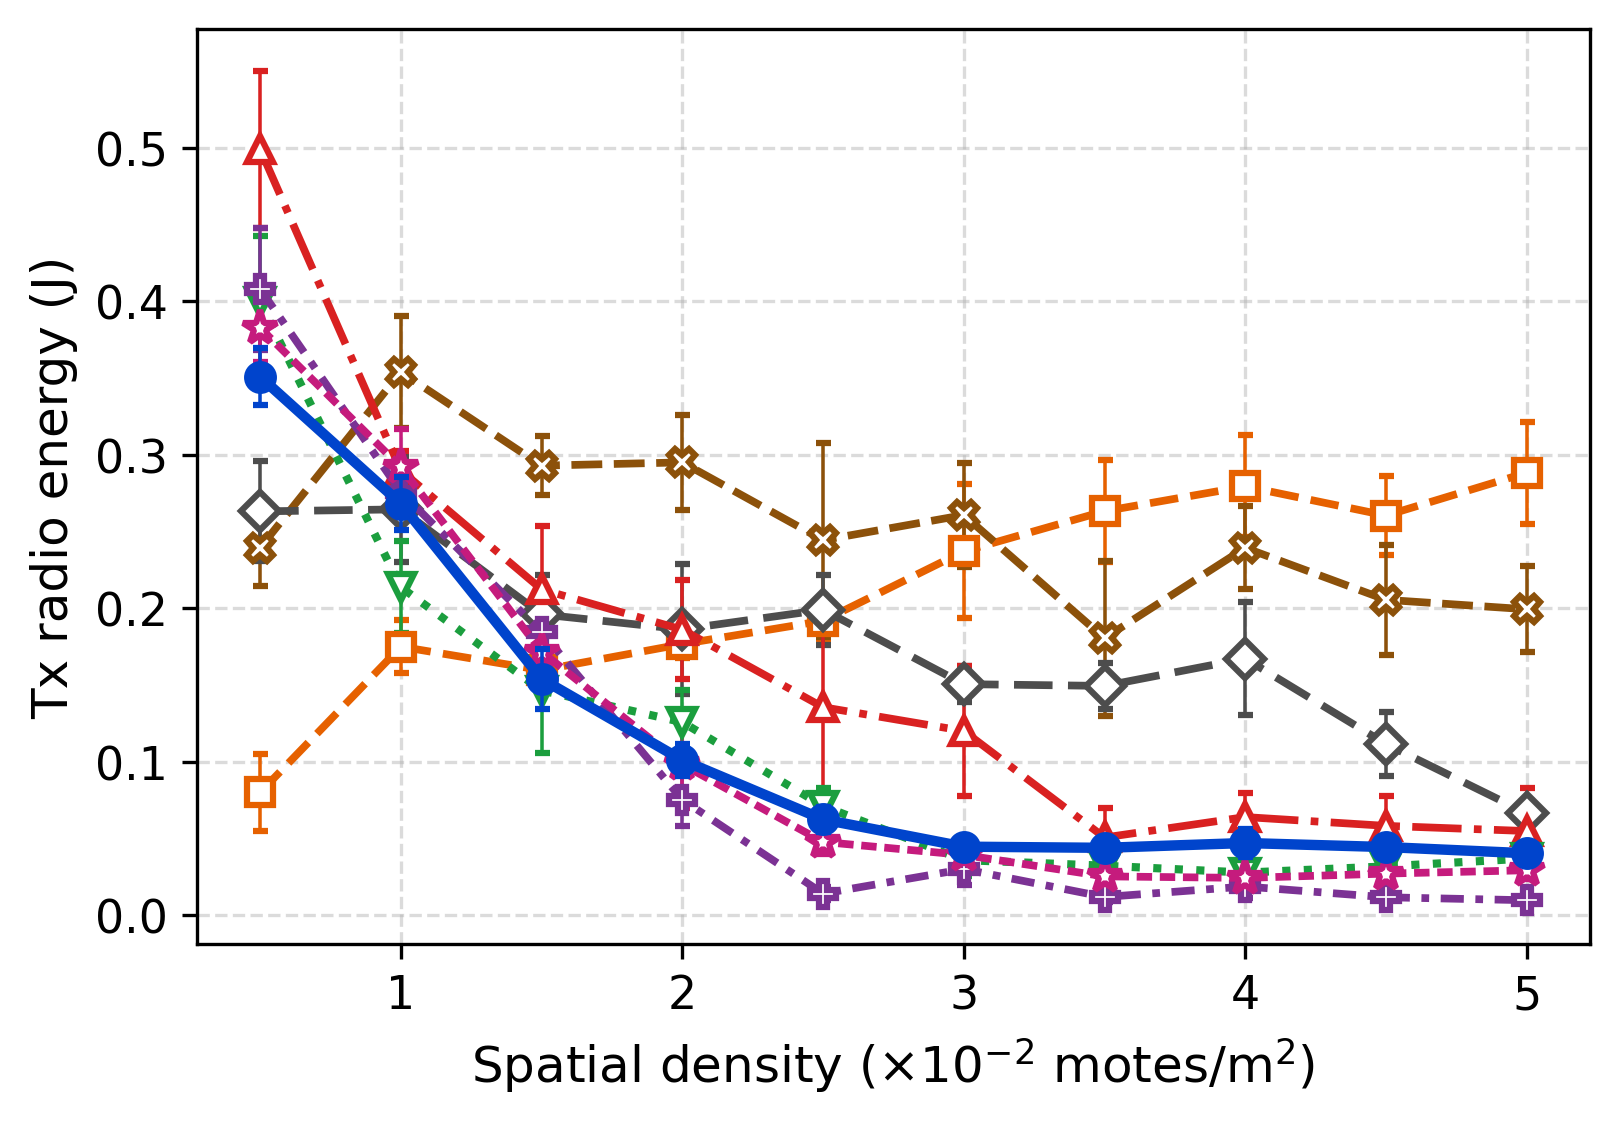 Tx radio energy (J)
0.5
0.4
0.3
0.2
0.1
0.0
1 2 3 4 5
Spatial density (×10⁻² motes/m²)